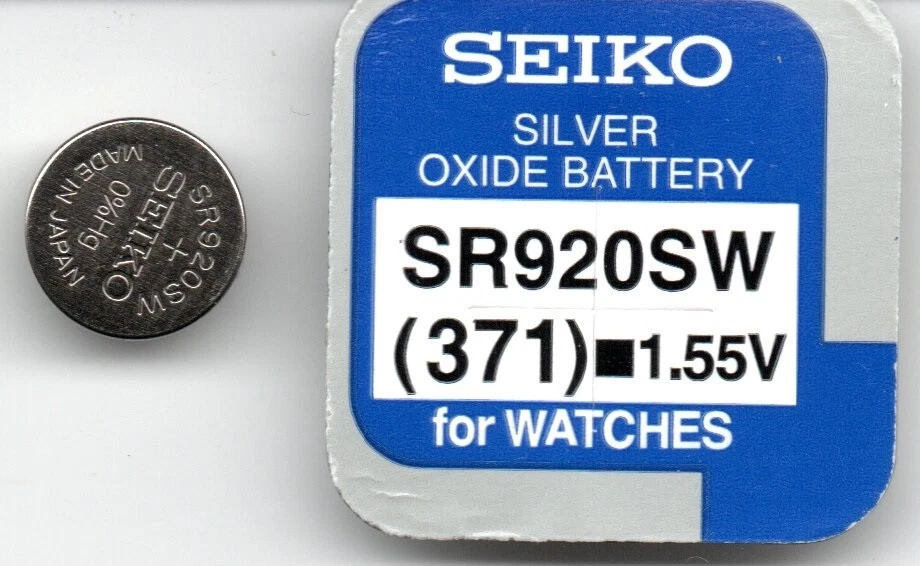 MADE IN JAPAN
0%Hg
SEIKO
+
SR920SW
SEIKO
SILVER
OXIDE BATTERY
SR920SW
(371)■1.55V
for WATCHES